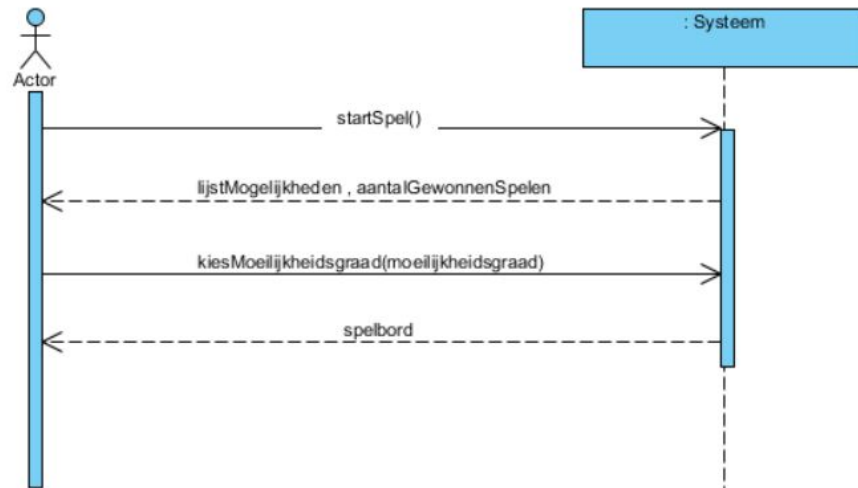 : Systeem
Actor
startSpel()
lijstMogelijkheden , aantalGewonnenSpelen
kiesMoeilijkheidsgraad(moeilijkheidsgraad)
spelbord